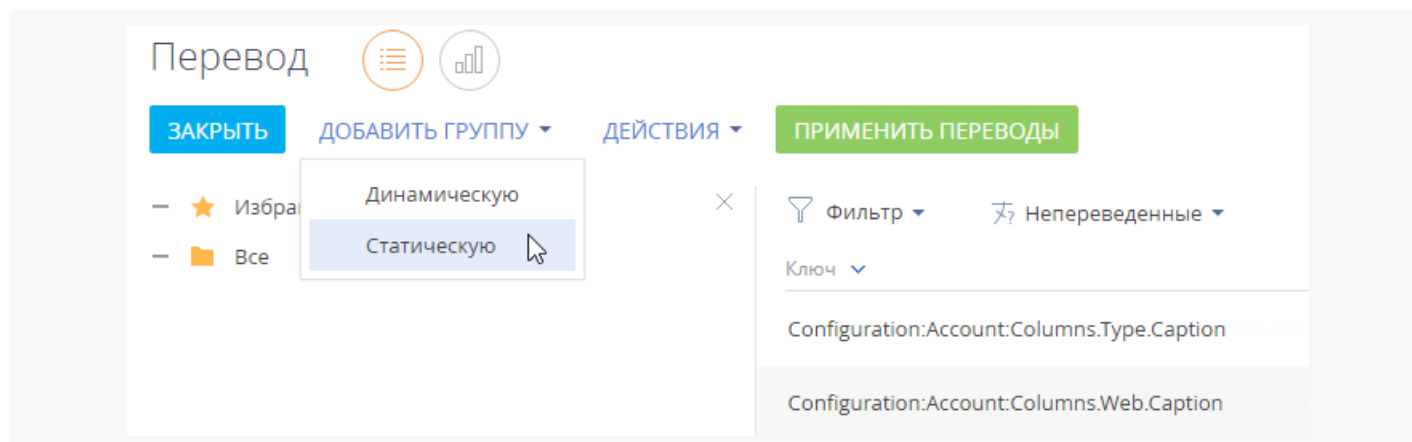 Перевод
ЗАКРЫТЬ ДОБАВИТЬ ГРУППУ ДЕЙСТВИЯ ПРИМЕНИТЬ ПЕРЕВОДЫ
Динамическую
Статическую
Избра
Все
Фильтр Непереведенные
Ключ
Configuration:Account:Columns.Type.Caption
Configuration:Account:Columns.Web.Caption